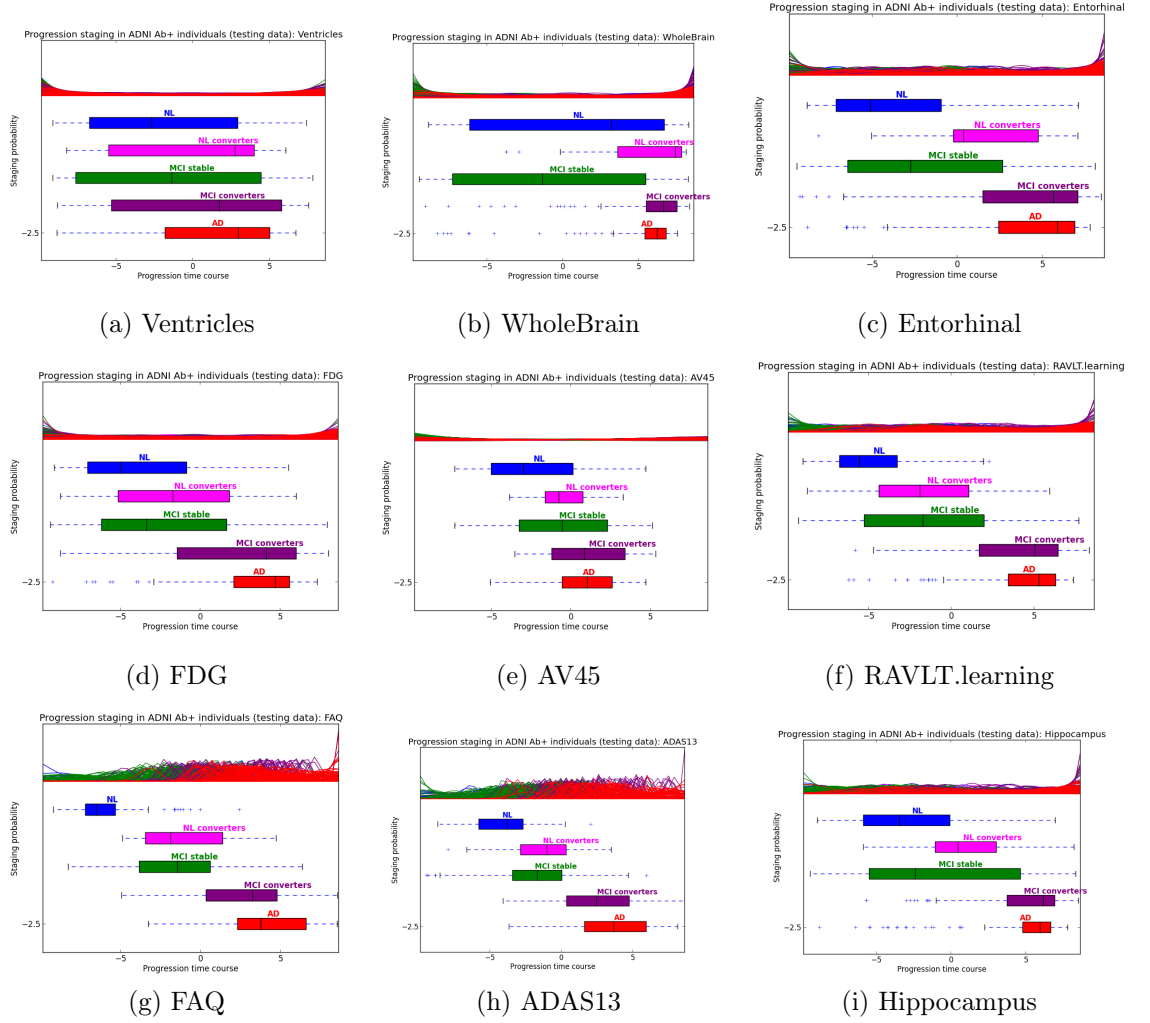 Progression staging in ADNI Ab+ individuals (testing data): Ventricles
Staging probability
NL
NL converters
MCI stable
MCI converters
AD
−2.5
−5 0 5
Progression time course
(a) Ventricles
Progression staging in ADNI Ab+ individuals (testing data): WholeBrain
Staging probability
NL
NL converters
MCI stable
MCI converters
AD
−2.5
−5 0 5
Progression time course
(b) WholeBrain
Progression staging in ADNI Ab+ individuals (testing data): Entorhinal
Staging probability
NL
NL converters
MCI stable
MCI converters
AD
−2.5
−5 0 5
Progression time course
(c) Entorhinal
Progression staging in ADNI Ab+ individuals (testing data): FDG
Staging probability
NL
NL converters
MCI stable
MCI converters
AD
−2.5
−5 0 5
Progression time course
(d) FDG
Progression staging in ADNI Ab+ individuals (testing data): AV45
Staging probability
NL
NL converters
MCI stable
MCI converters
AD
−2.5
−5 0 5
Progression time course
(e) AV45
Progression staging in ADNI Ab+ individuals (testing data): RAVLT.learning
Staging probability
NL
NL converters
MCI stable
MCI converters
AD
−2.5
−5 0 5
Progression time course
(f) RAVLT.learning
Progression staging in ADNI Ab+ individuals (testing data): FAQ
Staging probability
NL
NL converters
MCI stable
MCI converters
AD
−2.5
−5 0 5
Progression time course
(g) FAQ
Progression staging in ADNI Ab+ individuals (testing data): ADAS13
Staging probability
NL
NL converters
MCI stable
MCI converters
AD
−2.5
−5 0 5
Progression time course
(h) ADAS13
Progression staging in ADNI Ab+ individuals (testing data): Hippocampus
Staging probability
NL
NL converters
MCI stable
MCI converters
AD
−2.5
−5 0 5
Progression time course
(i) Hippocampus